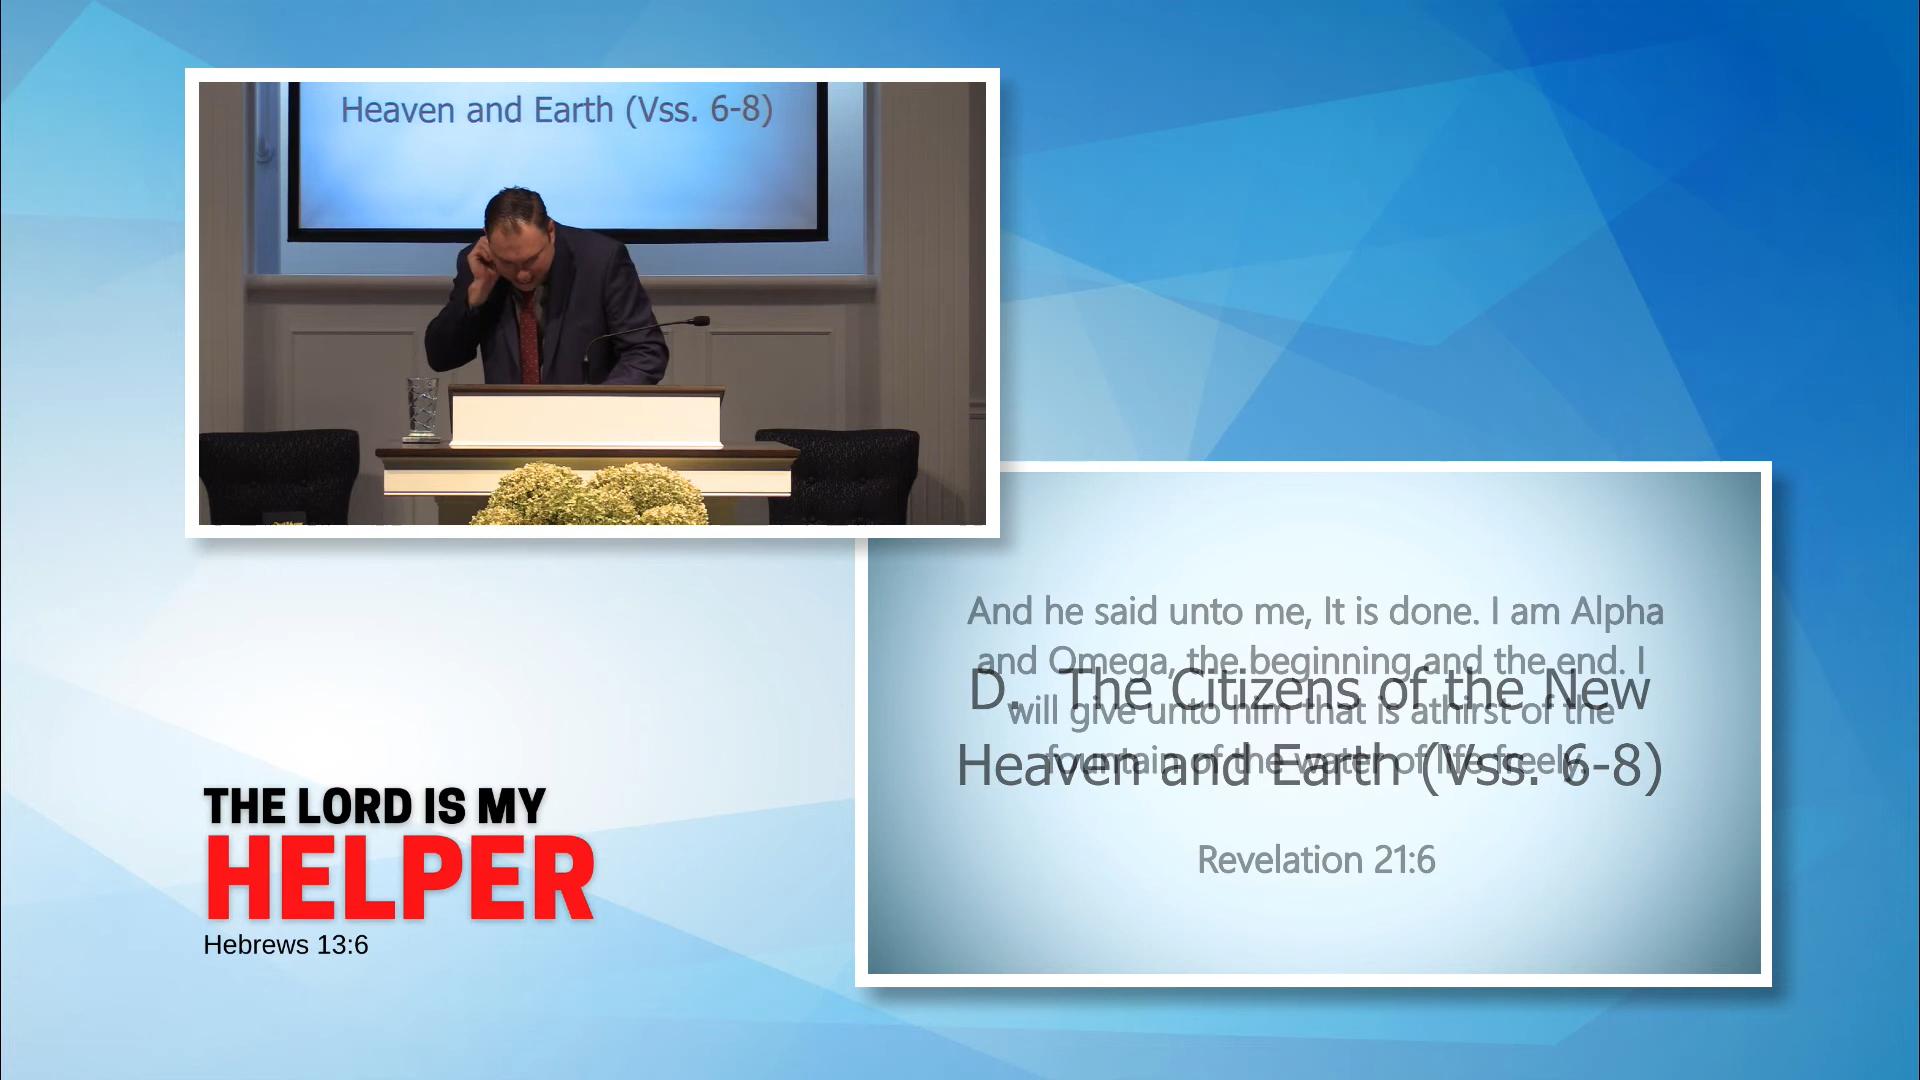 Heaven and Earth (Vss. 6-8)
And he said unto me, It is done. I am Alpha
and Omega, the beginning and the end. I
will give unto him that is athirst of the
fountain of the water of life freely.
Revelation 21:6
D. The Citizens of the New
Heaven and Earth (Vss. 6-8)
THE LORD IS MY
HELPER
Hebrews 13:6